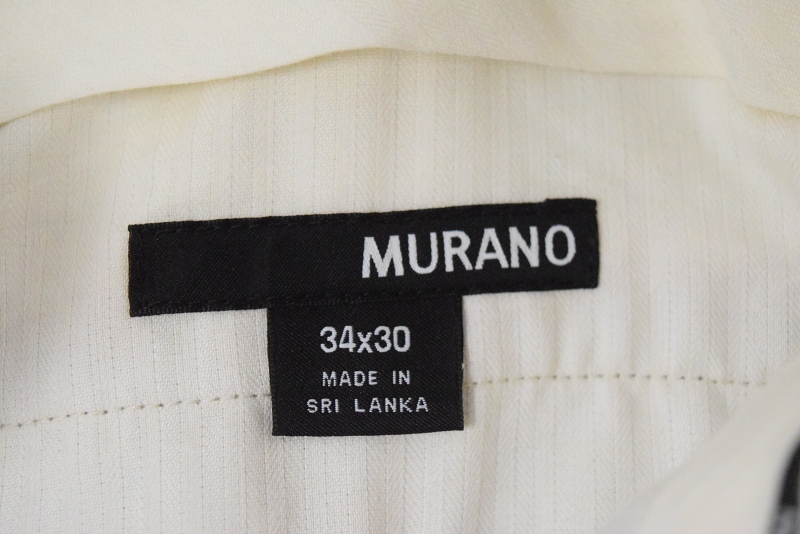 MURANO
34x30
MADE IN
SRI LANKA